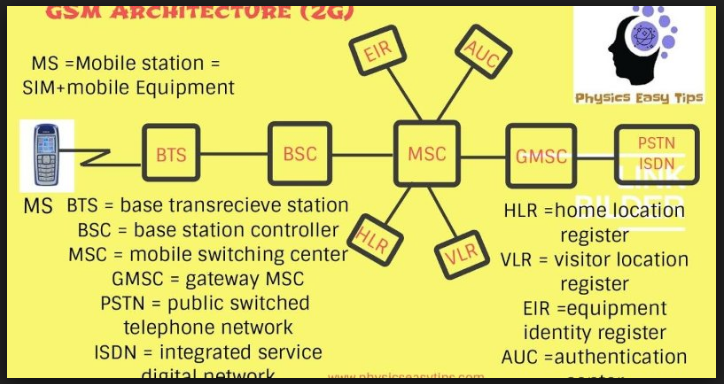 GSM ARCHITECTURE (2G)
MS =Mobile station =
SIM+mobile Equipment
EIR
AUC
Physics Easy Tips
BTS
BSC
MSC
GMSC
PSTN
ISDN
LINK
BILDER
HLR
VLR
MS
BTS = base transrecieve station
BSC = base station controller
MSC = mobile switching center
GMSC = gateway MSC
PSTN = public switched
telephone network
ISDN = integrated service
digital network
HLR =home location
register
VLR = visitor location
register
EIR =equipment
identity register
AUC =authentication
center
www.physicseasytips.com